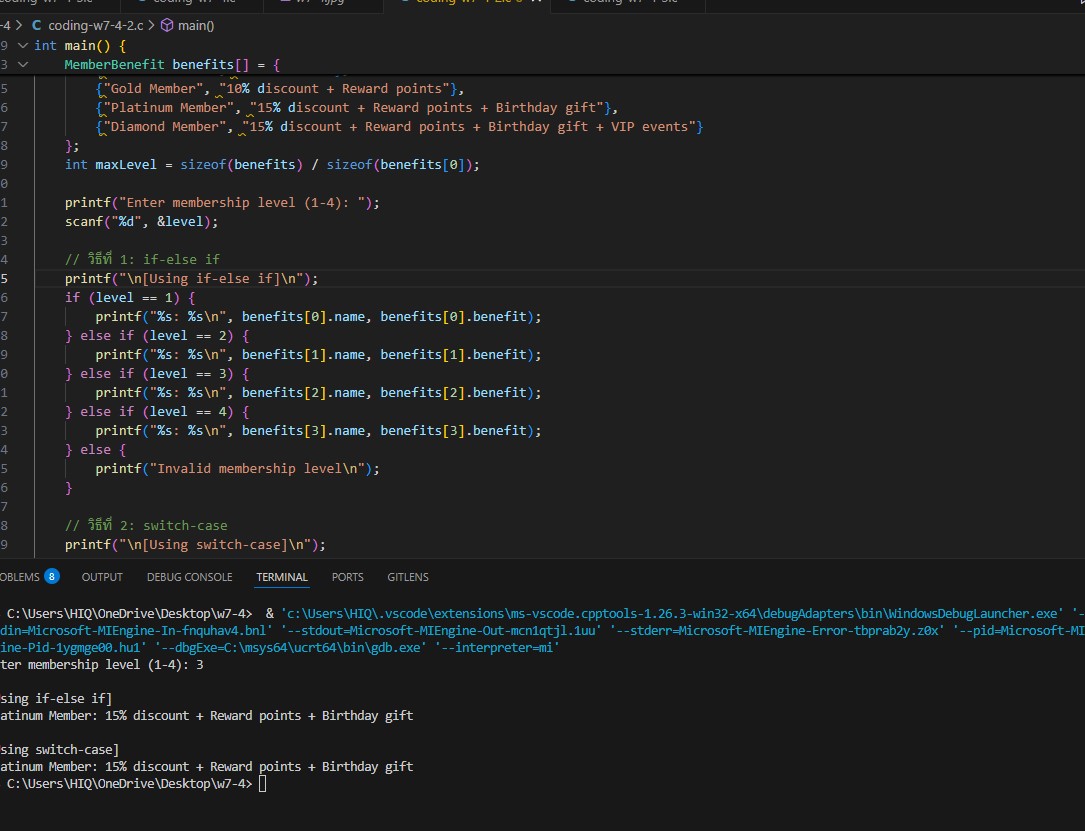 -4 > C coding-w7-4-2.c > main()
9 int main() {
3 MemberBenefit benefits[] = {
5 {"Gold Member", "10% discount + Reward points"},
6 {"Platinum Member", "15% discount + Reward points + Birthday gift"},
7 {"Diamond Member", "15% discount + Reward points + Birthday gift + VIP events"}
8 };
9 int maxLevel = sizeof(benefits) / sizeof(benefits[0]);
0
1 printf("Enter membership level (1-4): ");
2 scanf("%d", &level);
3
4 // วิธีที่ 1: if-else if
5 printf("\n[Using if-else if]\n");
6 if (level == 1) {
7 printf("%s: %s\n", benefits[0].name, benefits[0].benefit);
8 } else if (level == 2) {
9 printf("%s: %s\n", benefits[1].name, benefits[1].benefit);
0 } else if (level == 3) {
1 printf("%s: %s\n", benefits[2].name, benefits[2].benefit);
2 } else if (level == 4) {
3 printf("%s: %s\n", benefits[3].name, benefits[3].benefit);
4 } else {
5 printf("Invalid membership level\n");
6 }
7
8 // วิธีที่ 2: switch-case
9 printf("\n[Using switch-case]\n");
OBLEMS 8 OUTPUT DEBUG CONSOLE TERMINAL PORTS GITLENS
C:\Users\HIQ\OneDrive\Desktop\w7-4> & 'c:\Users\HIQ\.vscode\extensions\ms-vscode.cpptools-1.26.3-win32-x64\debugAdapters\bin\WindowsDebugLauncher.exe' '-
din=Microsoft-MIEngine-In-fnquhav4.bnl' '--stdout=Microsoft-MIEngine-Out-mcn1qtjl.1uu' '--stderr=Microsoft-MIEngine-Error-tbprab2y.z0x' '--pid=Microsoft-MI
ine-Pid-1ygmge00.hu1' '--dbgExe=C:\msys64\ucrt64\bin\gdb.exe' '--interpreter=mi'
ter membership level (1-4): 3
sing if-else if]
atinum Member: 15% discount + Reward points + Birthday gift
sing switch-case]
atinum Member: 15% discount + Reward points + Birthday gift
C:\Users\HIQ\OneDrive\Desktop\w7-4>